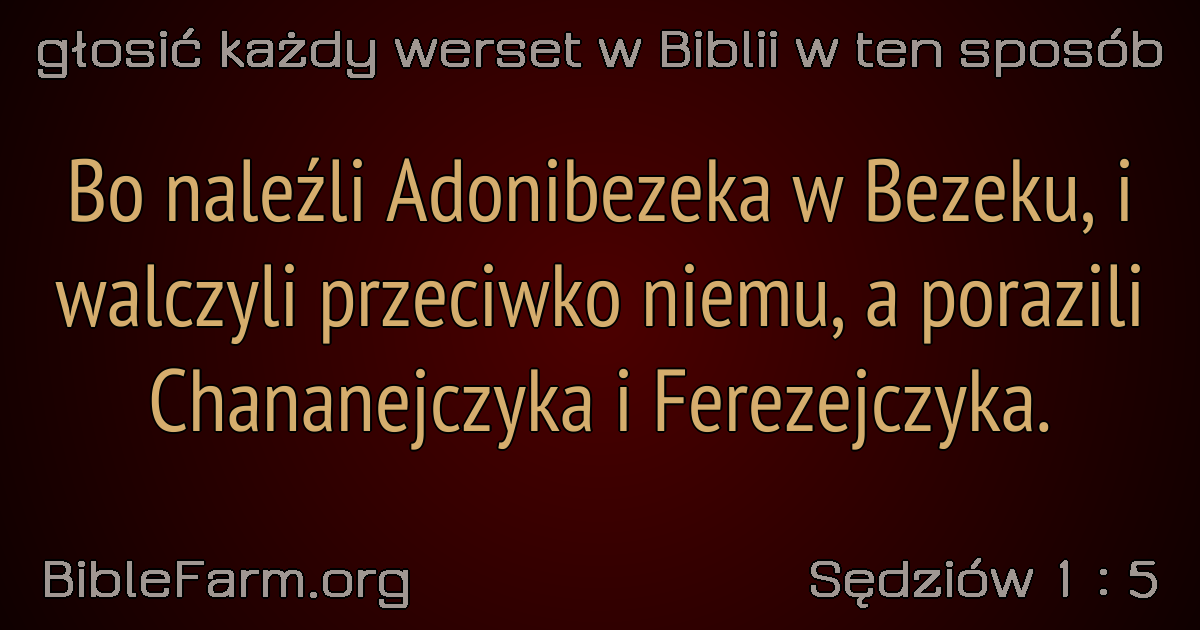 głosić każdy werset w Biblii w ten sposób
Bo naleźli Adonibezeka w Bezeku, i
walczyli przeciwko niemu, a porazili
Chananejczyka i Ferezejczyka.
BibleFarm.org
Sędziów 1 : 5